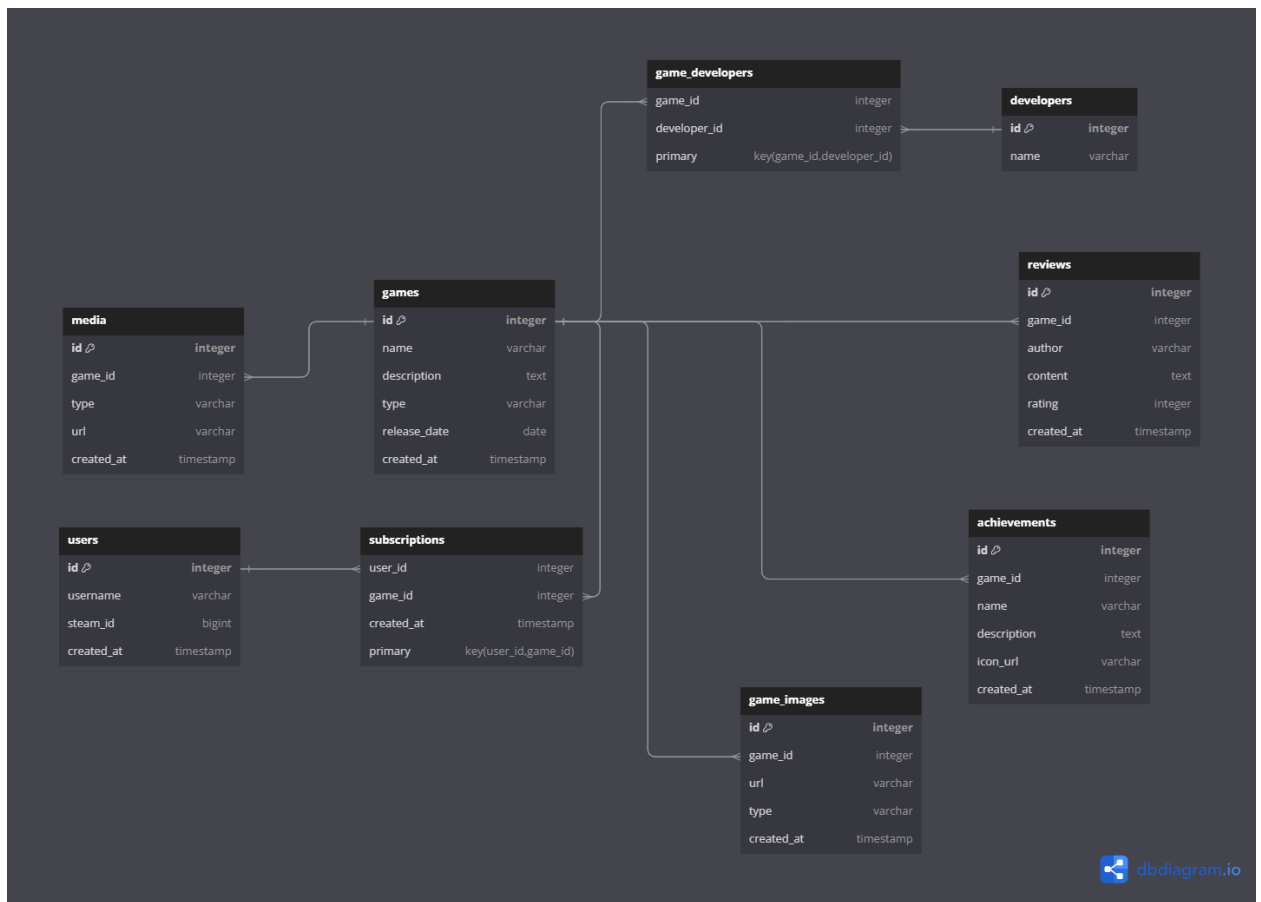 game_developers
game_id integer
developer_id integer
primary key(game_id,developer_id)
developers
id integer
name varchar
reviews
id integer
game_id integer
author varchar
content text
rating integer
created_at timestamp
games
id integer
name varchar
description text
type varchar
release_date date
created_at timestamp
media
id integer
game_id integer
type varchar
url varchar
created_at timestamp
users
id integer
username varchar
steam_id bigint
created_at timestamp
subscriptions
user_id integer
game_id integer
created_at timestamp
primary key(user_id,game_id)
achievements
id integer
game_id integer
name varchar
description text
icon_url varchar
created_at timestamp
game_images
id integer
game_id integer
url varchar
type varchar
created_at timestamp
dbdiagram.io